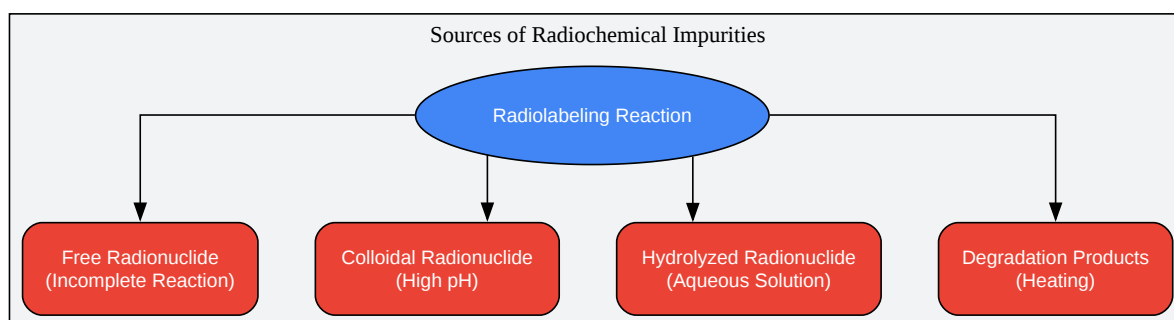 Sources of Radiochemical Impurities
Radiolabeling Reaction
Free Radionuclide
(Incomplete Reaction)
Colloidal Radionuclide
(High pH)
Hydrolyzed Radionuclide
(Aqueous Solution)
Degradation Products
(Heating)